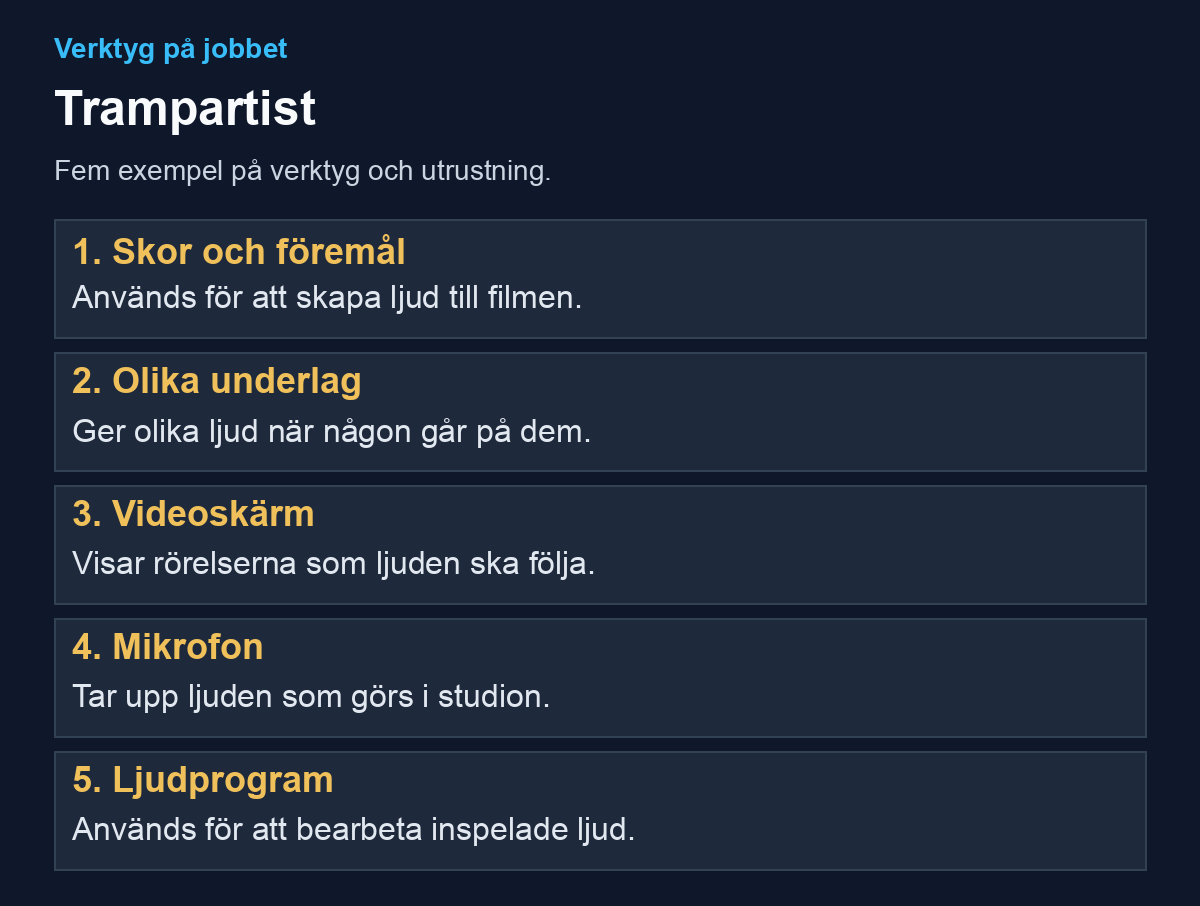 Verktyg på jobbet
Trampartist
Fem exempel på verktyg och utrustning.
1. Skor och föremål
Används för att skapa ljud till filmen.
2. Olika underlag
Ger olika ljud när någon går på dem.
3. Videoskärm
Visar rörelserna som ljuden ska följa.
4. Mikrofon
Tar upp ljuden som görs i studion.
5. Ljudprogram
Används för att bearbeta inspelade ljud.